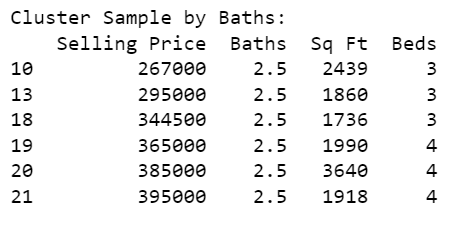 Cluster Sample by Baths:
    Selling Price  Baths  Sq Ft  Beds
10         267000    2.5   2439     3
13         295000    2.5   1860     3
18         344500    2.5   1736     3
19         365000    2.5   1990     4
20         385000    2.5   3640     4
21         395000    2.5   1918     4